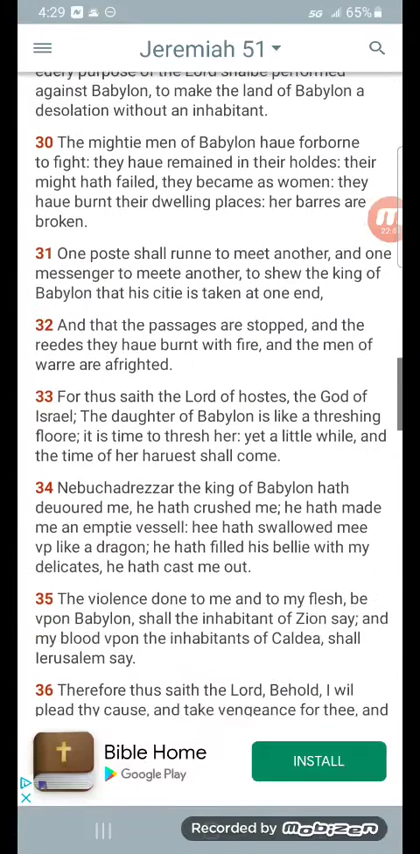 4:29
5G
65%
Jeremiah 51
euery purpose of the Lord shalbe performed
against Babylon, to make the land of Babylon a
desolation without an inhabitant.
30 The mightie men of Babylon haue forborne
to fight: they haue remained in their holdes: their
might hath failed, they became as women: they
haue burnt their dwelling places: her barres are
broken.
31 One poste shall runne to meet another, and one
messenger to meete another, to shew the king of
Babylon that his citie is taken at one end,
32 And that the passages are stopped, and the
reedes they haue burnt with fire, and the men of
warre are afrighted.
33 For thus saith the Lord of hostes, the God of
Israel; The daughter of Babylon is like a threshing
floore; it is time to thresh her: yet a little while, and
the time of her haruest shall come.
34 Nebuchadrezzar the king of Babylon hath
deuoured me, he hath crushed me; he hath made
me an emptie vessell: hee hath swallowed mee
vp like a dragon; he hath filled his bellie with my
delicates, he hath cast me out.
35 The violence done to me and to my flesh, be
vpon Babylon, shall the inhabitant of Zion say; and
my blood vpon the inhabitants of Caldea, shall
Ierusalem say.
36 Therefore thus saith the Lord, Behold, I wil
plead thy cause, and take vengeance for thee, and
Bible Home
Google Play
INSTALL
Recorded by mobizen